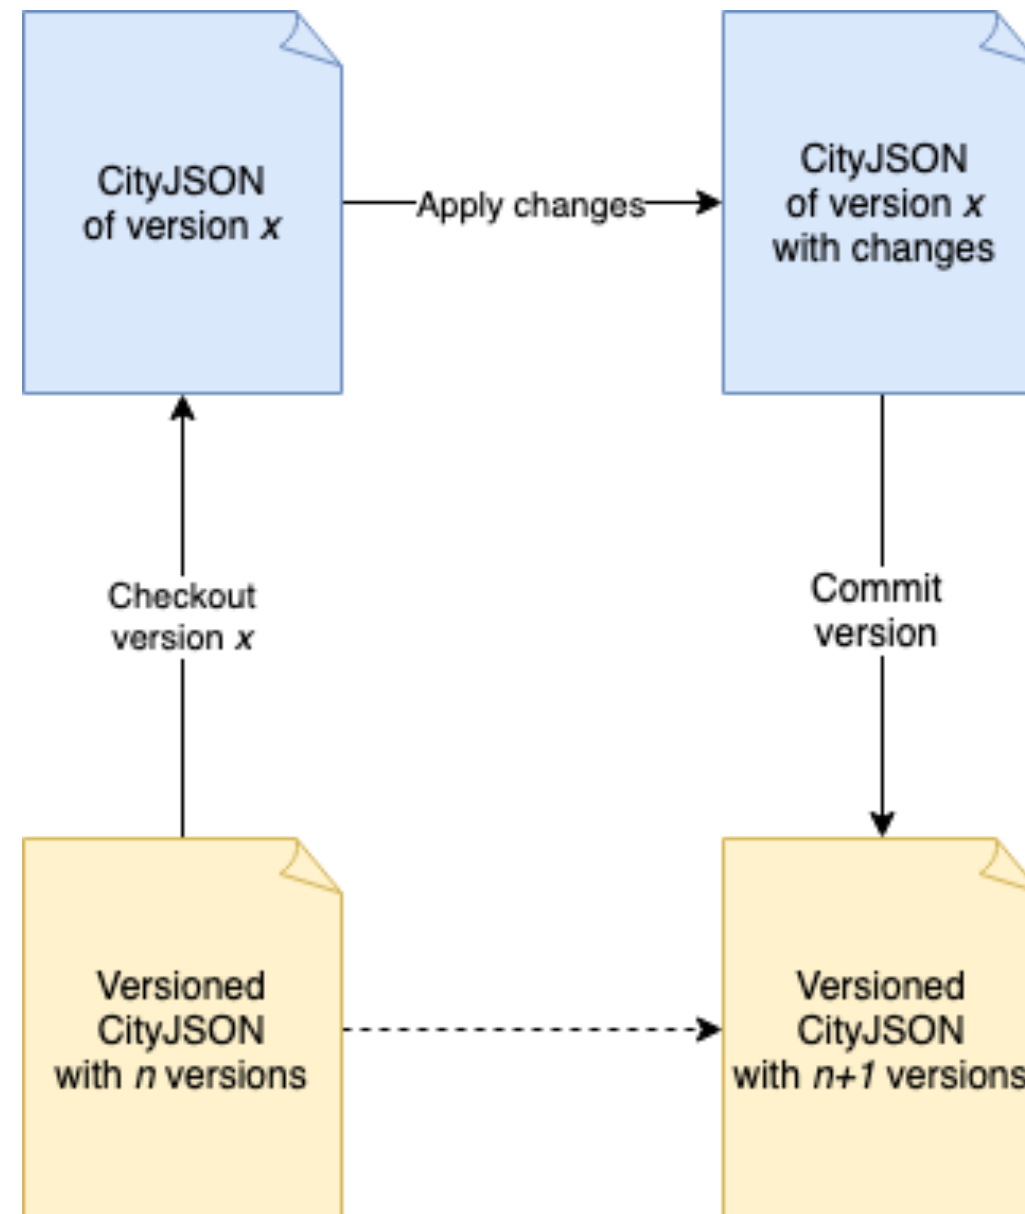 CityJSON
of version x
Apply changes
CityJSON
of version x
with changes
Checkout
version x
Commit
version
Versioned
CityJSON
with n versions
Versioned
CityJSON
with n+1 versions